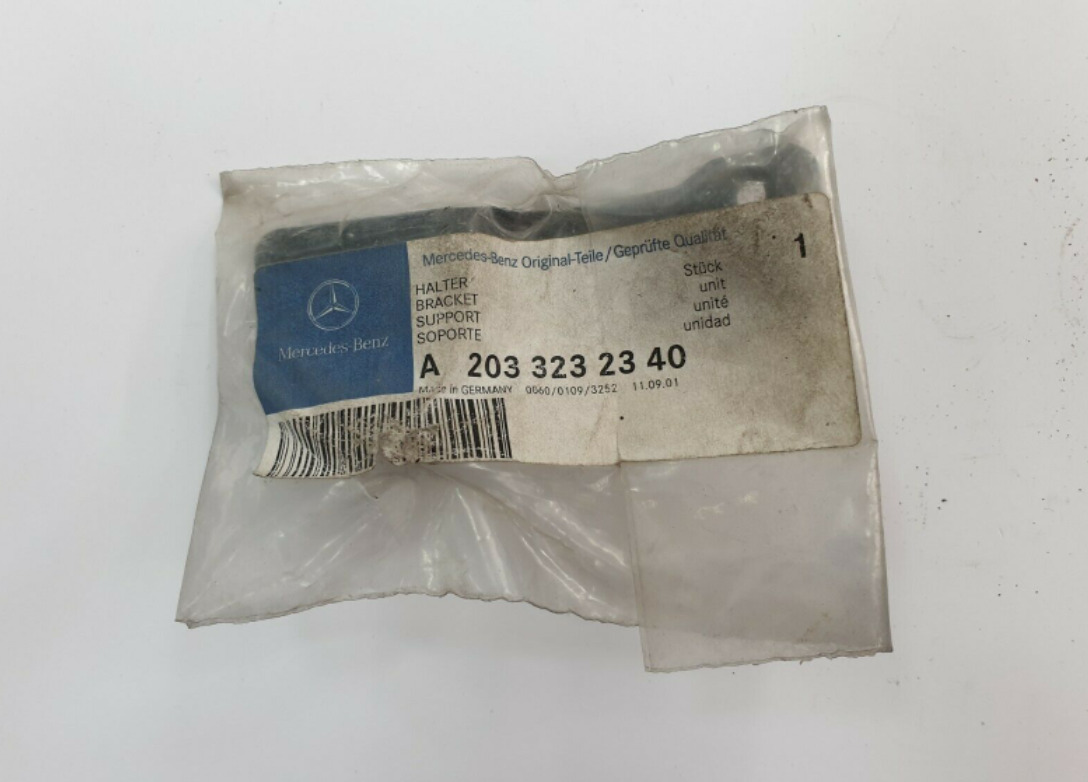 Mercedes-Benz Original-Teile/Geprüfte Qualität
1
HALTER
Stück
BRACKET
unit
SUPPORT
unité
SOPORTE
unidad
Mercedes-Benz
A 203 323 23 40
Made in GERMANY 0660/0109/3252 11.09.01